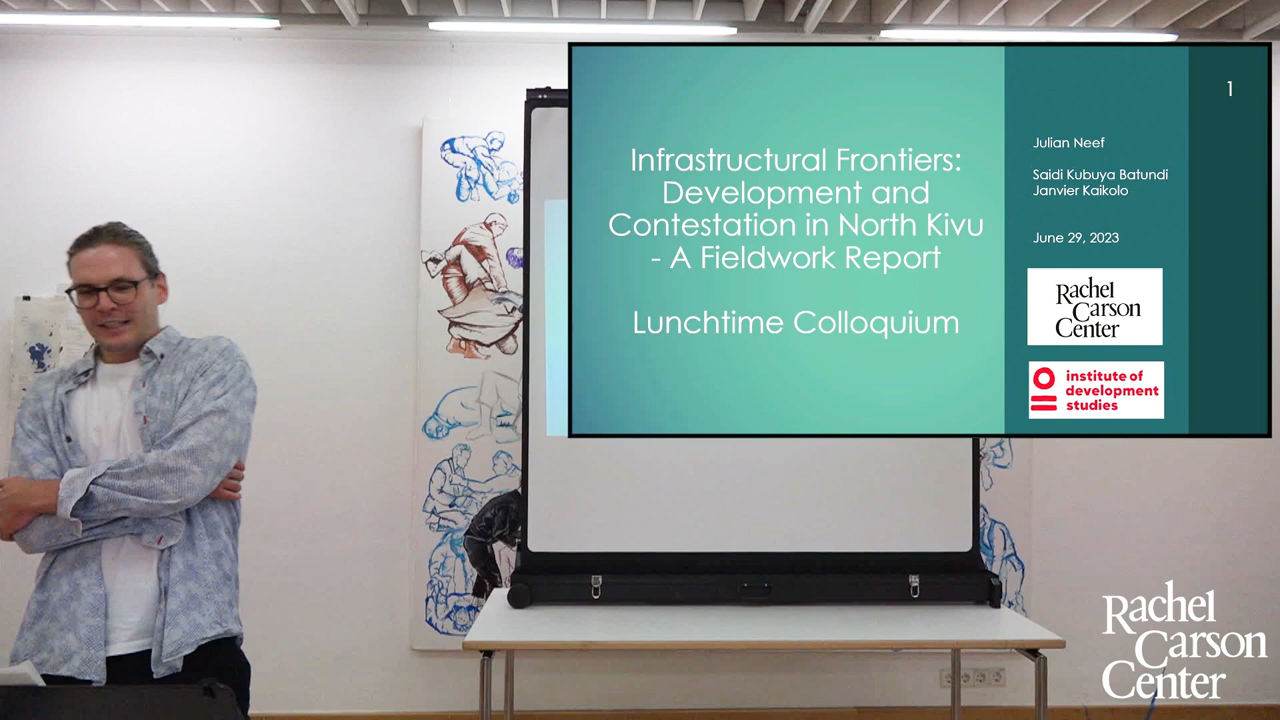 1
Infrastructural Frontiers:
Development and
Contestation in North Kivu
- A Fieldwork Report
Lunchtime Colloquium
Julian Neef
Saidi Kubuya Batundi
Janvier Kaikolo
June 29, 2023
Rachel
Carson
Center
institute of
development
studies
Rachel
Carson
Center